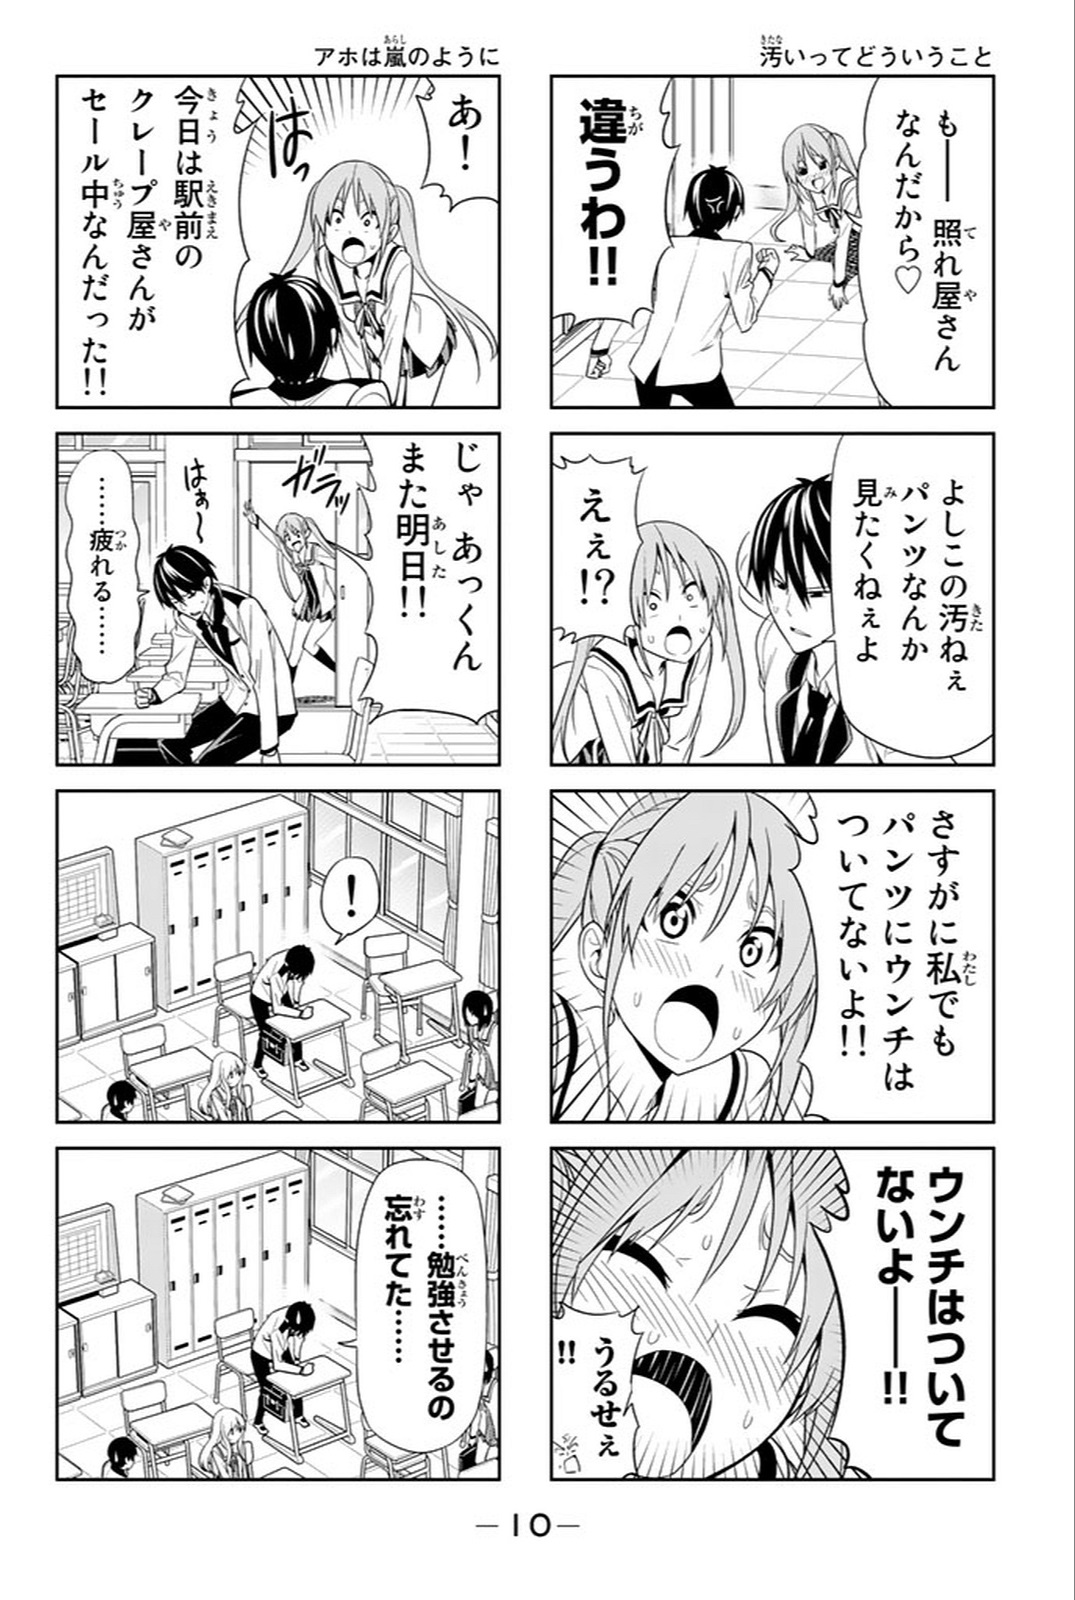 汚いってどういうこと
も──照れ屋さん
なんだから♡
違うわ!!
よしこの汚ねぇ
パンツなんか
見たくねぇよ
えぇ!?
さすがに私でも
パンツにウンチは
ついてないよ!!
ウンチはついて
ないよ───!!
うるせぇ
!!
アホは嵐のように
あ!
はっ
今日は駅前の
クレープ屋さんが
セール中なんだった!!
じゃ あっくん
また明日!!
ガラッ
はぁ〜
……疲れる……
!
……勉強させるの
忘れてた……
―10―